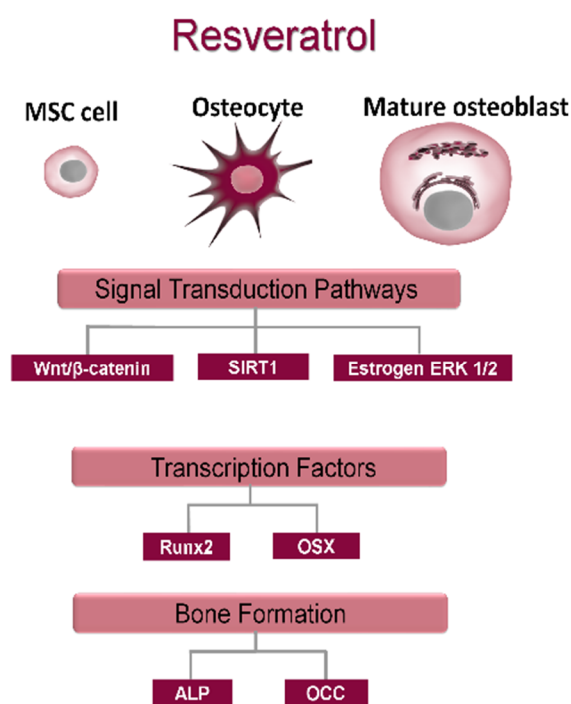 Resveratrol
MSC cell
Osteocyte
Mature osteoblast
Signal Transduction Pathways
Wnt/β-catenin
SIRT1
Estrogen ERK 1/2
Transcription Factors
Runx2
OSX
Bone Formation
ALP
OCC